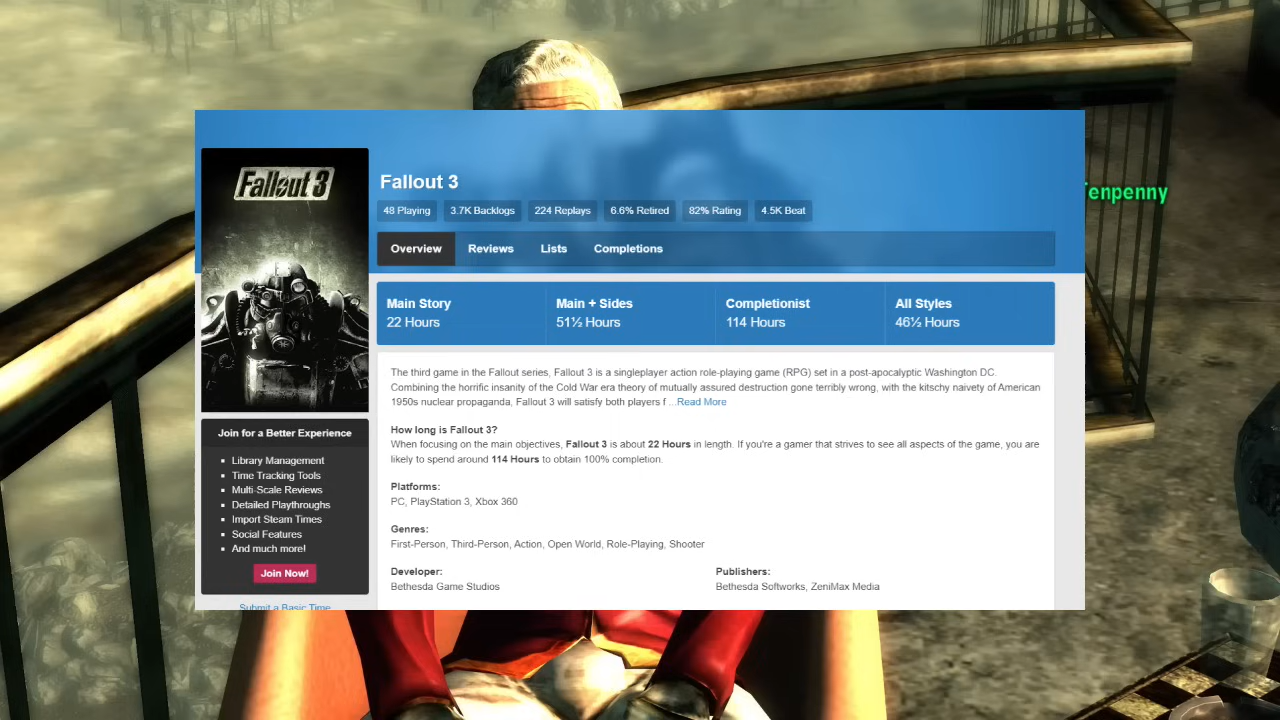 Fallout 3
Fallout 3
48 Playing
3.7K Backlogs
224 Replays
6.6% Retired
82% Rating
4.5K Beat
Overview
Reviews
Lists
Completions
Main Story
22 Hours
Main + Sides
51½ Hours
Completionist
114 Hours
All Styles
46½ Hours
The third game in the Fallout series, Fallout 3 is a singleplayer action role-playing game (RPG) set in a post-apocalyptic Washington DC.
Combining the horrific insanity of the Cold War era theory of mutually assured destruction gone terribly wrong, with the kitschy naivety of American
1950s nuclear propaganda, Fallout 3 will satisfy both players f ...Read More
How long is Fallout 3?
When focusing on the main objectives, Fallout 3 is about 22 Hours in length. If you're a gamer that strives to see all aspects of the game, you are
likely to spend around 114 Hours to obtain 100% completion.
Platforms:
PC, PlayStation 3, Xbox 360
Genres:
First-Person, Third-Person, Action, Open World, Role-Playing, Shooter
Developer:
Bethesda Game Studios
Publishers:
Bethesda Softworks, ZeniMax Media
Join for a Better Experience
Library Management
Time Tracking Tools
Multi-Scale Reviews
Detailed Playthroughs
Import Steam Times
Social Features
And much more!
Join Now!
Submit a Basic Time
Tenpenny